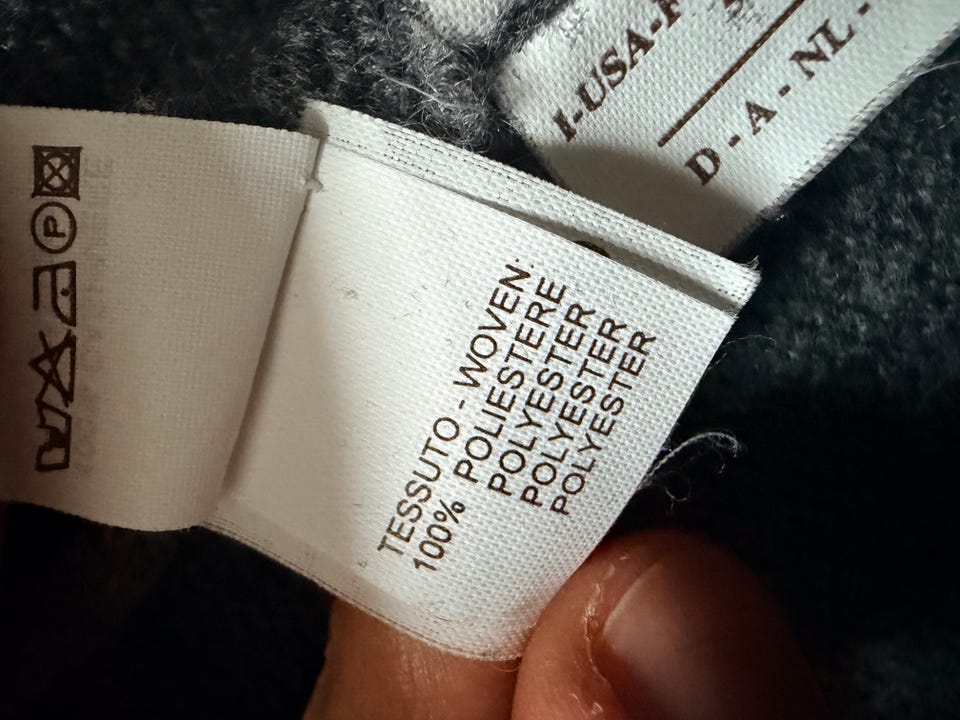 TESSUTO - WOVEN:
100% POLIESTERE
POLYESTER
POLYESTER
POLYESTER
I-USA-F
D - A - NL -
P